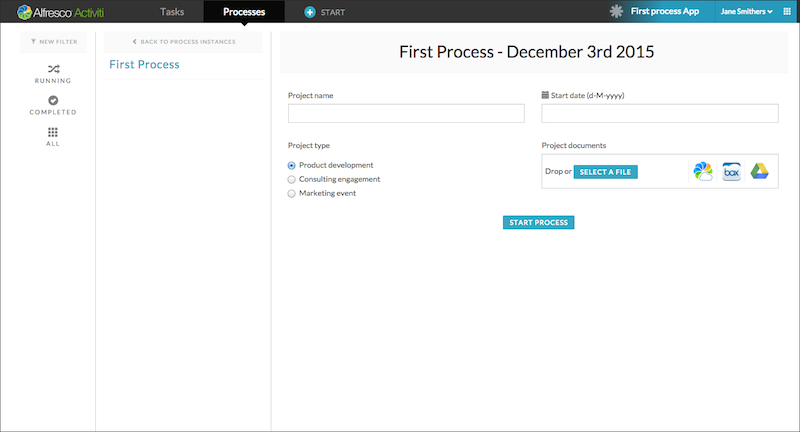 Alfresco Activiti
Tasks
Processes
START
First process App
Jane Smithers
NEW FILTER
RUNNING
COMPLETED
ALL
BACK TO PROCESS INSTANCES
First Process
First Process - December 3rd 2015
Project name
Start date (d-M-yyyy)
Project type
Product development
Consulting engagement
Marketing event
Project documents
Drop or SELECT A FILE
box
START PROCESS